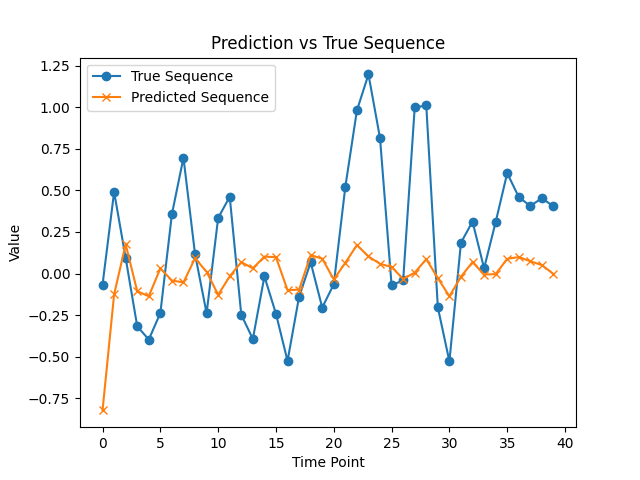 Prediction vs True Sequence
True Sequence
Predicted Sequence
1.25
1.00
0.75
0.50
0.25
0.00
−0.25
−0.50
−0.75
Value
0 5 10 15 20 25 30 35 40
Time Point